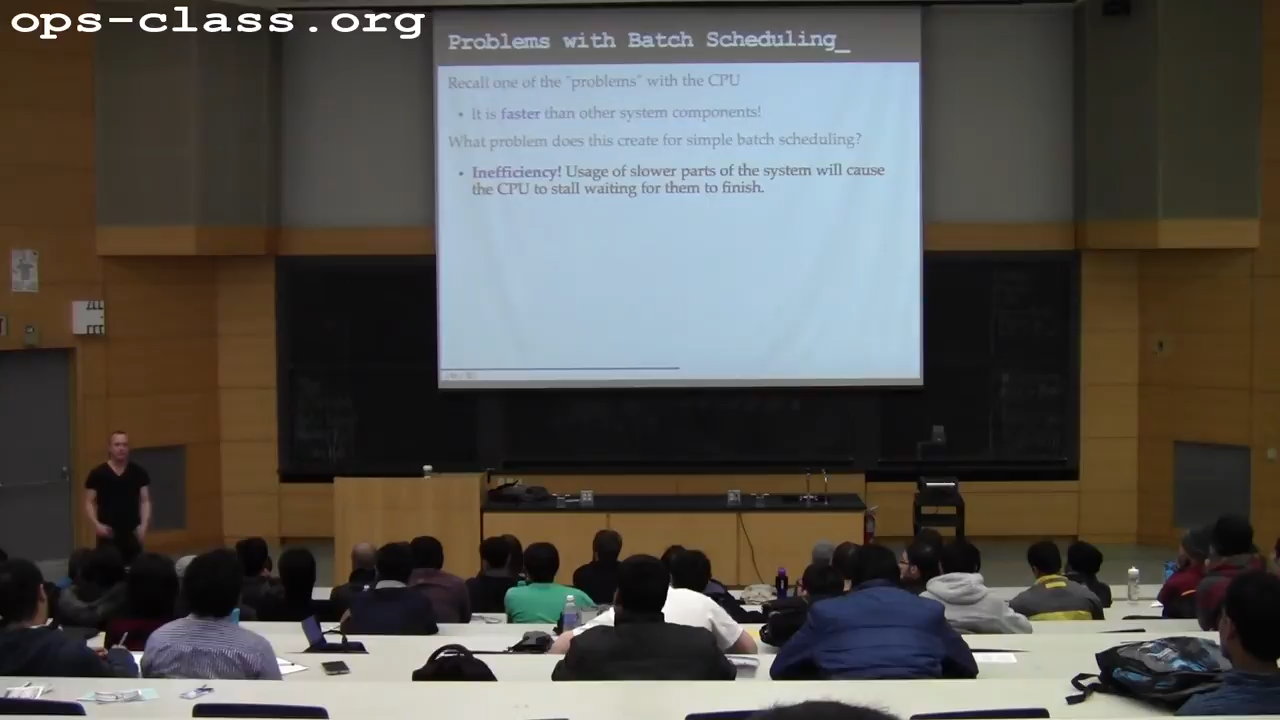 ops-class.org
Problems with Batch Scheduling_
Recall one of the "problems" with the CPU
• It is faster than other system components!
What problem does this create for simple batch scheduling?
• Inefficiency! Usage of slower parts of the system will cause
the CPU to stall waiting for them to finish.